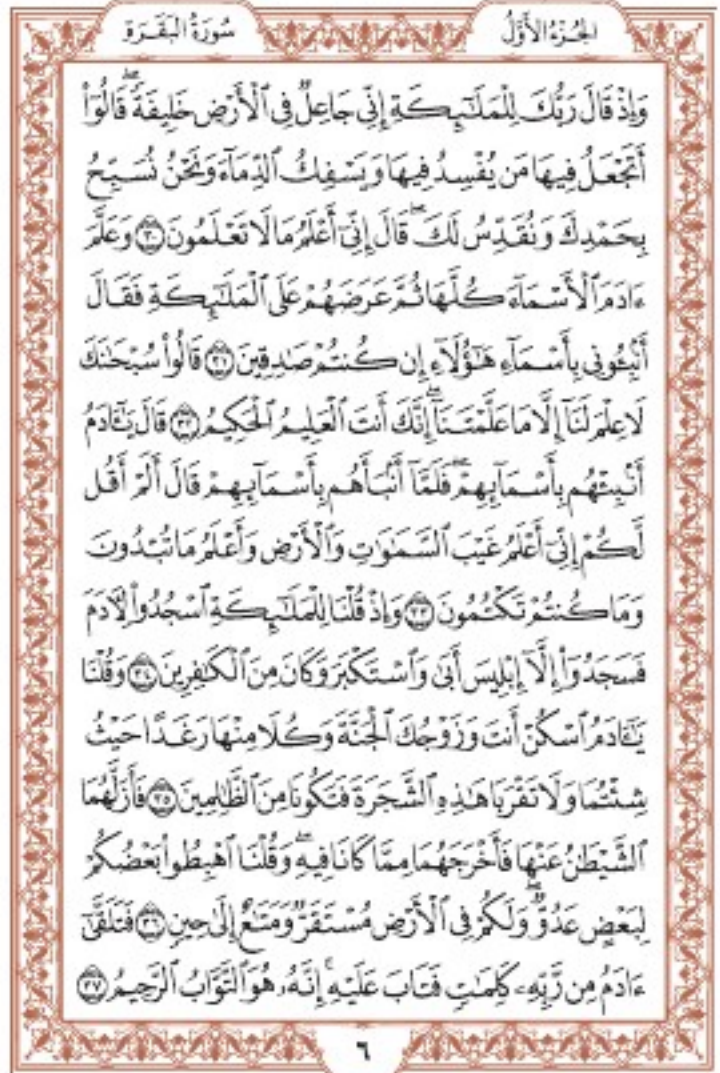 الجُزْءُ الأَوَّلُ
سُورَةُ البَقَرَةِ
وَإِذْ قَالَ رَبُّكَ لِلْمَلَٰٓئِكَةِ إِنِّي جَاعِلٌ فِي ٱلْأَرْضِ خَلِيفَةًۖ قَالُوٓا۟
أَتَجْعَلُ فِيهَا مَن يُفْسِدُ فِيهَا وَيَسْفِكُ ٱلدِّمَآءَ وَنَحْنُ نُسَبِّحُ
بِحَمْدِكَ وَنُقَدِّسُ لَكَۖ قَالَ إِنِّيٓ أَعْلَمُ مَا لَا تَعْلَمُونَ ٣٠ وَعَلَّمَ
ءَادَمَ ٱلْأَسْمَآءَ كُلَّهَا ثُمَّ عَرَضَهُمْ عَلَى ٱلْمَلَٰٓئِكَةِ فَقَالَ
أَنۢبِـُٔونِي بِأَسْمَآءِ هَٰٓؤُلَآءِ إِن كُنتُمْ صَٰدِقِينَ ٣١ قَالُوا۟ سُبْحَٰنَكَ
لَا عِلْمَ لَنَآ إِلَّا مَا عَلَّمْتَنَآۖ إِنَّكَ أَنتَ ٱلْعَلِيمُ ٱلْحَكِيمُ ٣٢ قَالَ يَٰٓـَٔادَمُ
أَنۢبِئْهُم بِأَسْمَآئِهِمْۖ فَلَمَّآ أَنۢبَأَهُم بِأَسْمَآئِهِمْ قَالَ أَلَمْ أَقُل
لَّكُمْ إِنِّيٓ أَعْلَمُ غَيْبَ ٱلسَّمَٰوَٰتِ وَٱلْأَرْضِ وَأَعْلَمُ مَا تُبْدُونَ
وَمَا كُنتُمْ تَكْتُمُونَ ٣٣ وَإِذْ قُلْنَا لِلْمَلَٰٓئِكَةِ ٱسْجُدُوا۟ لِءَادَمَ
فَسَجَدُوٓا۟ إِلَّآ إِبْلِيسَ أَبَىٰ وَٱسْتَكْبَرَ وَكَانَ مِنَ ٱلْكَٰفِرِينَ ٣٤ وَقُلْنَا
يَٰٓـَٔادَمُ ٱسْكُنْ أَنتَ وَزَوْجُكَ ٱلْجَنَّةَ وَكُلَا مِنْهَا رَغَدًا حَيْثُ
شِئْتُمَا وَلَا تَقْرَبَا هَٰذِهِ ٱلشَّجَرَةَ فَتَكُونَا مِنَ ٱلظَّٰلِمِينَ ٣٥ فَأَزَلَّهُمَا
ٱلشَّيْطَٰنُ عَنْهَا فَأَخْرَجَهُمَا مِمَّا كَانَا فِيهِۖ وَقُلْنَا ٱهْبِطُوا۟ بَعْضُكُمْ
لِبَعْضٍ عَدُوٌّۖ وَلَكُمْ فِي ٱلْأَرْضِ مُسْتَقَرٌّ وَمَتَٰعٌ إِلَىٰ حِينٍ ٣٦ فَتَلَقَّىٰٓ
ءَادَمُ مِن رَّبِّهِۦ كَلِمَٰتٍ فَتَابَ عَلَيْهِۚ إِنَّهُۥ هُوَ ٱلتَّوَّابُ ٱلرَّحِيمُ ٣٧
٦